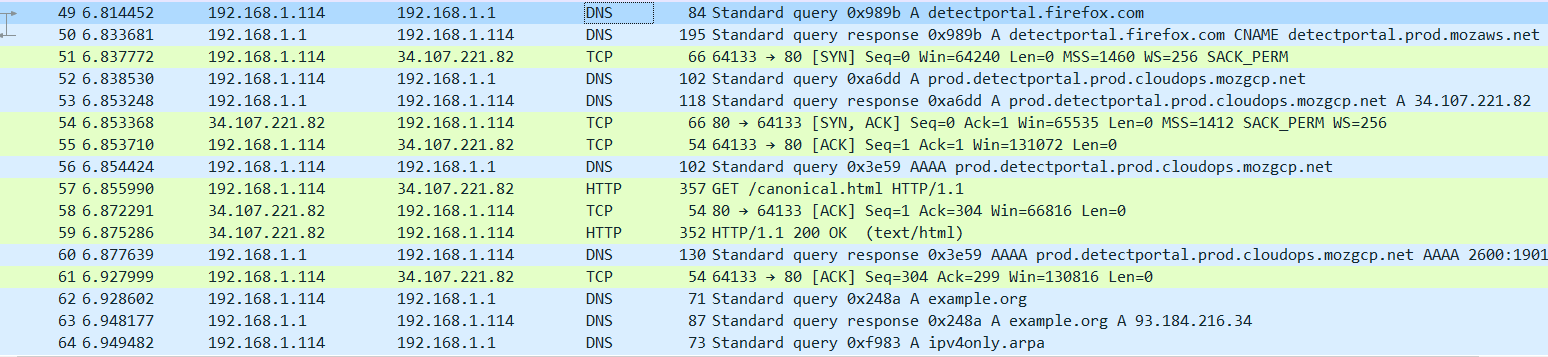 49 6.814452 192.168.1.114 192.168.1.1 DNS 84 Standard query 0x989b A detectportal.firefox.com
50 6.833681 192.168.1.1 192.168.1.114 DNS 195 Standard query response 0x989b A detectportal.firefox.com CNAME detectportal.prod.mozaws.net
51 6.837772 192.168.1.114 34.107.221.82 TCP 66 64133 → 80 [SYN] Seq=0 Win=64240 Len=0 MSS=1460 WS=256 SACK_PERM
52 6.838530 192.168.1.114 192.168.1.1 DNS 102 Standard query 0xa6dd A prod.detectportal.prod.cloudops.mozgcp.net
53 6.853248 192.168.1.1 192.168.1.114 DNS 118 Standard query response 0xa6dd A prod.detectportal.prod.cloudops.mozgcp.net A 34.107.221.82
54 6.853368 34.107.221.82 192.168.1.114 TCP 66 80 → 64133 [SYN, ACK] Seq=0 Ack=1 Win=65535 Len=0 MSS=1412 SACK_PERM WS=256
55 6.853710 192.168.1.114 34.107.221.82 TCP 54 64133 → 80 [ACK] Seq=1 Ack=1 Win=131072 Len=0
56 6.854424 192.168.1.114 192.168.1.1 DNS 102 Standard query 0x3e59 AAAA prod.detectportal.prod.cloudops.mozgcp.net
57 6.855990 192.168.1.114 34.107.221.82 HTTP 357 GET /canonical.html HTTP/1.1
58 6.872291 34.107.221.82 192.168.1.114 TCP 54 80 → 64133 [ACK] Seq=1 Ack=304 Win=66816 Len=0
59 6.875286 34.107.221.82 192.168.1.114 HTTP 352 HTTP/1.1 200 OK (text/html)
60 6.877639 192.168.1.1 192.168.1.114 DNS 130 Standard query response 0x3e59 AAAA prod.detectportal.prod.cloudops.mozgcp.net AAAA 2600:1901
61 6.927999 192.168.1.114 34.107.221.82 TCP 54 64133 → 80 [ACK] Seq=304 Ack=299 Win=130816 Len=0
62 6.928602 192.168.1.114 192.168.1.1 DNS 71 Standard query 0x248a A example.org
63 6.948177 192.168.1.1 192.168.1.114 DNS 87 Standard query response 0x248a A example.org A 93.184.216.34
64 6.949482 192.168.1.114 192.168.1.1 DNS 73 Standard query 0xf983 A ipv4only.arpa